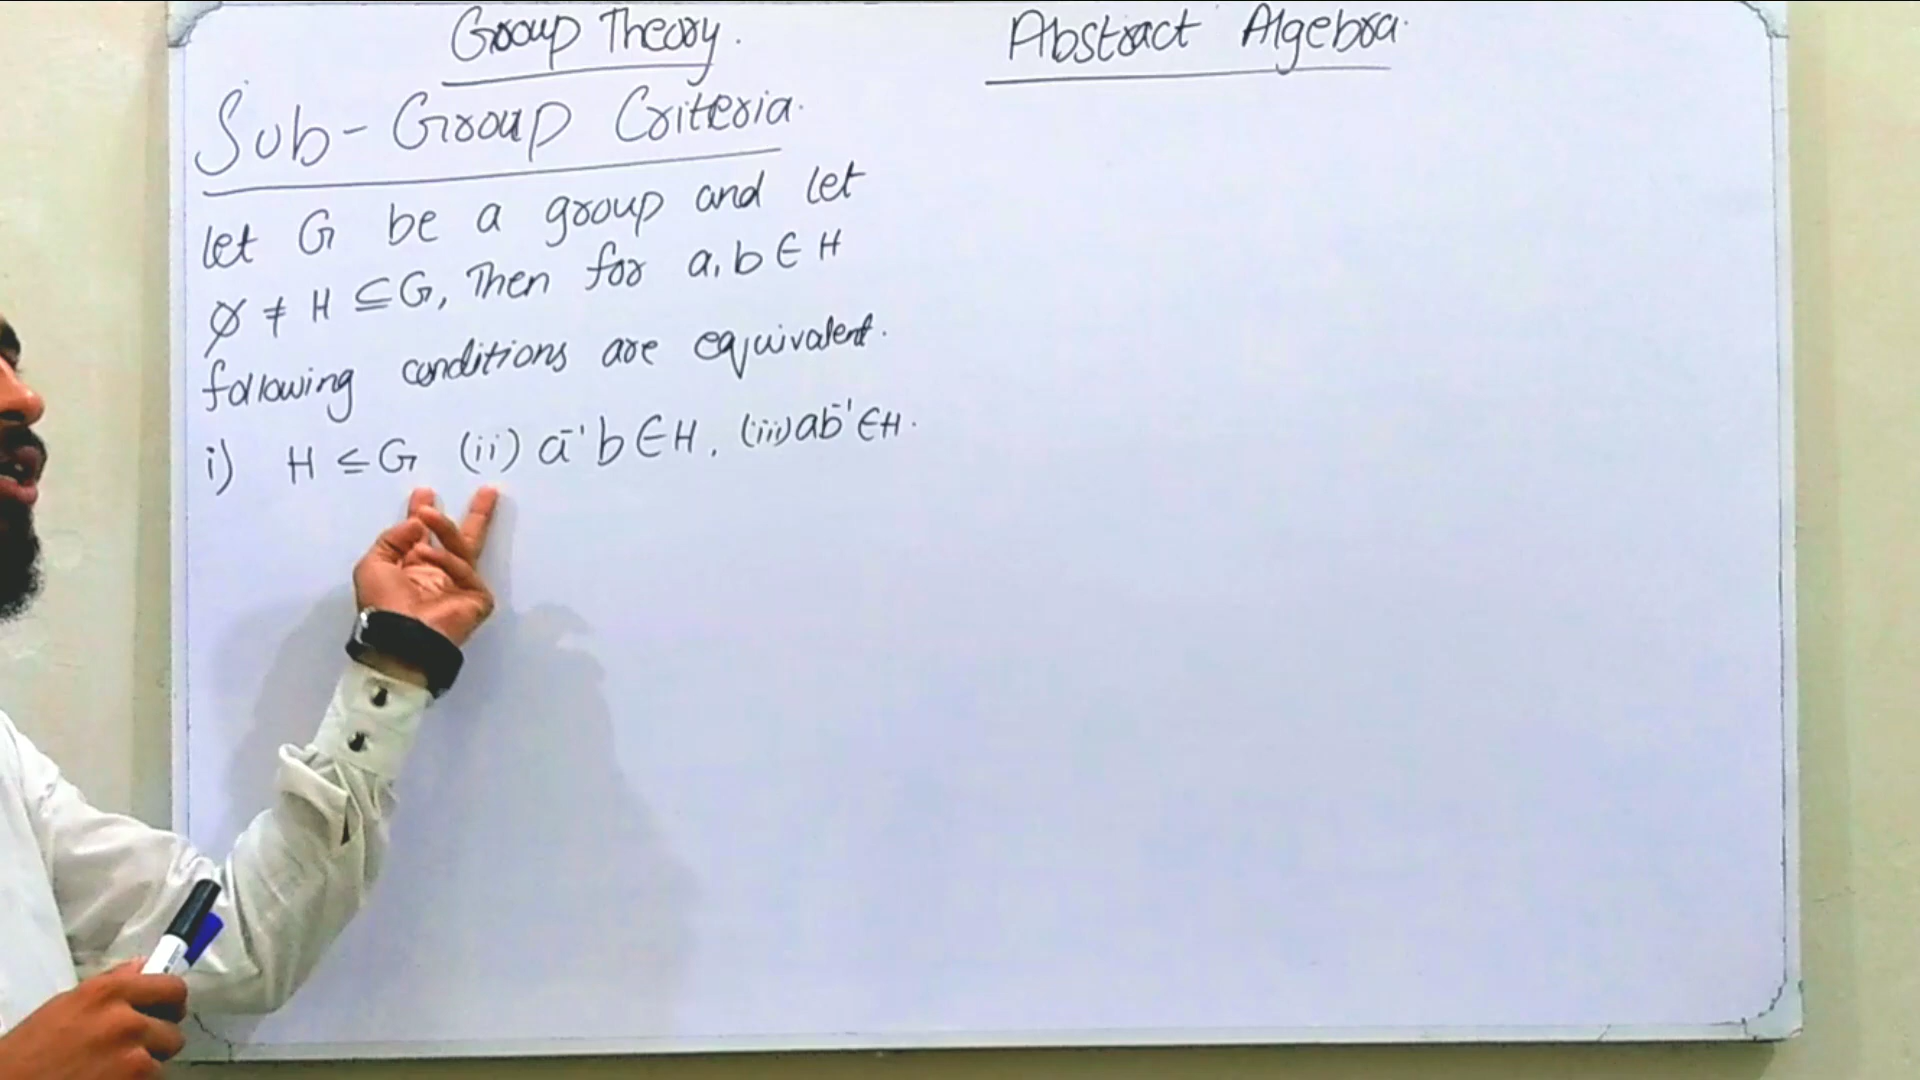 Group Theory.
Abstract Algebra.
Sub-Group Criteria.
let G be a group and let
∅ ≠ H ⊆ G, Then for a, b ∈ H
following conditions are equivalent.
i) H ≤ G (ii) a⁻¹b ∈ H, (iii) ab⁻¹ ∈ H.